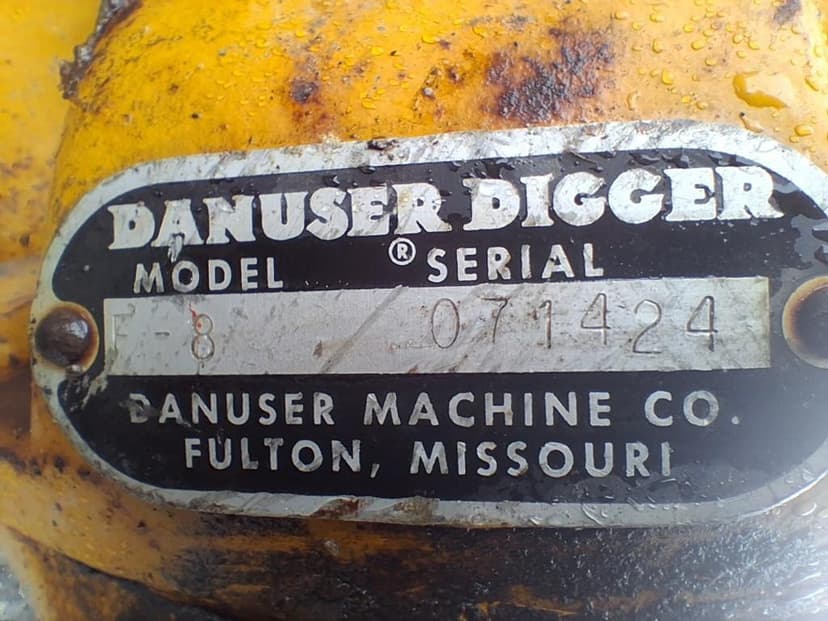 DANUSER DIGGER
®
MODEL SERIAL
F-8 071424
DANUSER MACHINE CO.
FULTON, MISSOURI